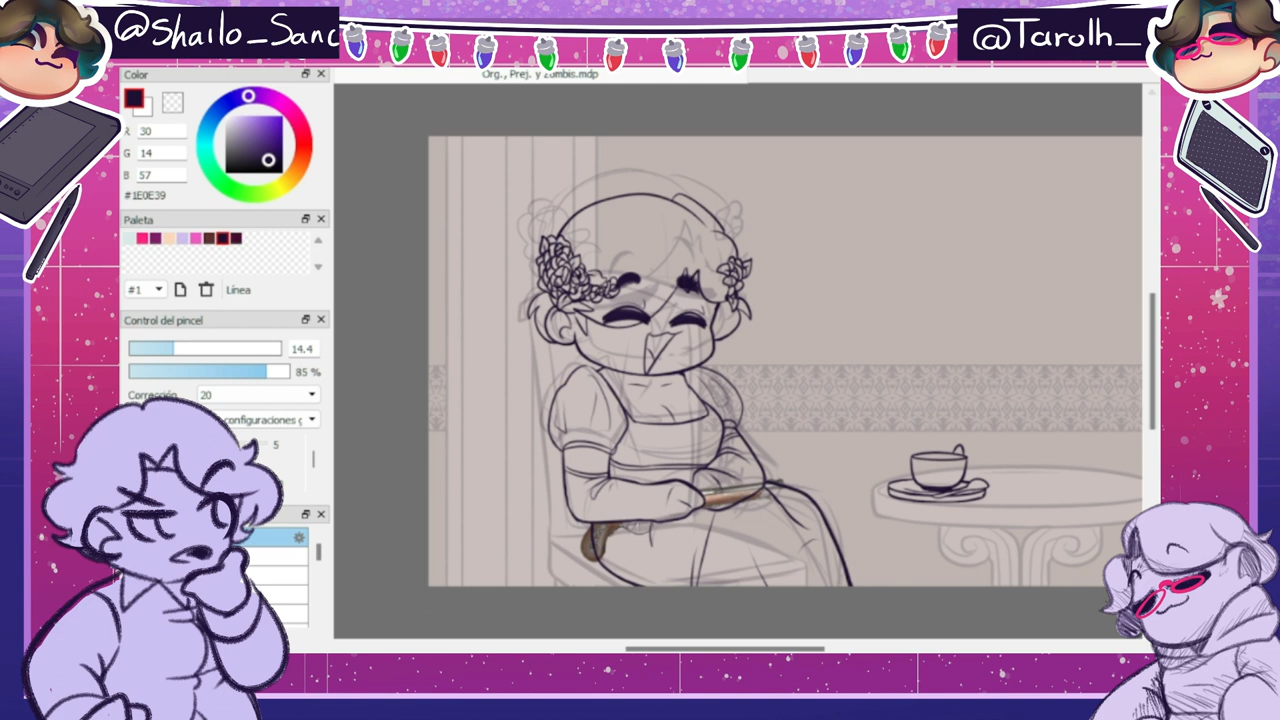 @Shailo_Sanc
@Tarolh_
Color
Org., Prej. y zombis.mdp
R 30
G 14
B 57
#1E0E39
Paleta
#1
Línea
Control del pincel
14.4
85 %
Corrección
20
configuraciones
5